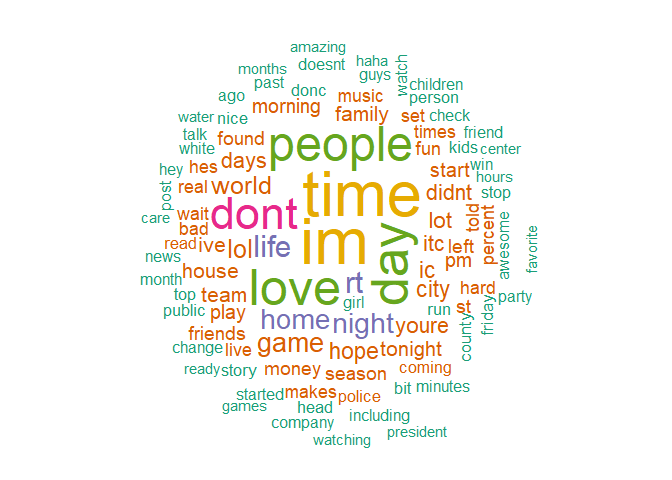 amazing
months
doesnt
haha
guys
watch
children
past
ago
donc
music
person
morning
family
set
check
water
nice
people
times
friend
talk
found
fun
kids
center
white
hes
days
start
win
hey
real
world
time
didnt
hours
post
stop
care
wait
dont
im
day
lot
told
percent
awesome
favorite
bad
read
ive
lol
life
itc
left
news
house
love
rt
ic
pm
month
top
team
girl
city
hard
party
public
play
home
night
youre
run
st
friday
county
friends
game
hope
tonight
change
live
ready
story
money
season
coming
started
makes
police
bit
minutes
games
head
including
company
president
watching